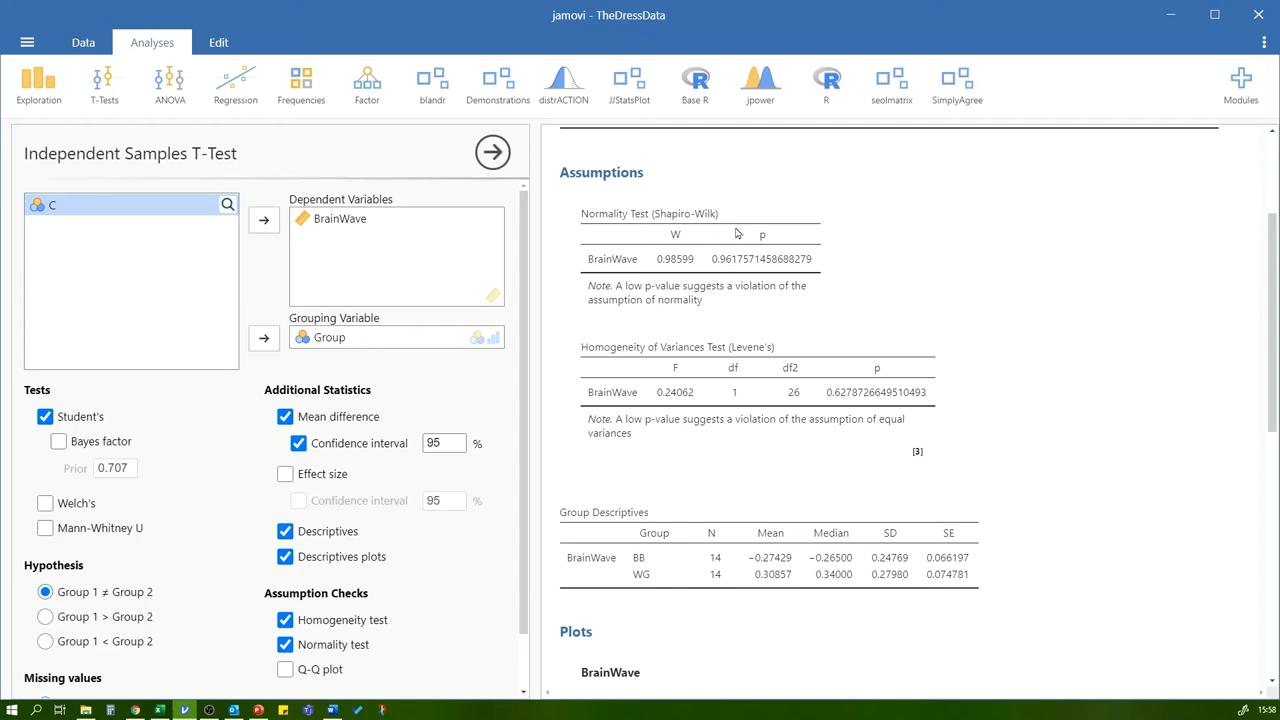 jamovi - TheDressData
Data
Analyses
Edit
Exploration
T-Tests
ANOVA
Regression
Frequencies
Factor
blandr
Demonstrations
distrACTION
JJStatsPlot
Base R
jpower
R
seolmatrix
SimplyAgree
Modules
Independent Samples T-Test
C
Dependent Variables
BrainWave
Grouping Variable
Group
Tests
Student's
Bayes factor
Prior 0.707
Welch's
Mann-Whitney U
Hypothesis
Group 1 ≠ Group 2
Group 1 > Group 2
Group 1 < Group 2
Missing values
Additional Statistics
Mean difference
Confidence interval 95 %
Effect size
Confidence interval 95 %
Descriptives
Descriptives plots
Assumption Checks
Homogeneity test
Normality test
Q-Q plot
Assumptions
Normality Test (Shapiro-Wilk)
W p
BrainWave 0.98599 0.9617571458688279
Note. A low p-value suggests a violation of the
assumption of normality
Homogeneity of Variances Test (Levene's)
F df df2 p
BrainWave 0.24062 1 26 0.6278726649510493
Note. A low p-value suggests a violation of the assumption of equal
variances
[3]
Group Descriptives
Group N Mean Median SD SE
BrainWave BB 14 −0.27429 −0.26500 0.24769 0.066197
WG 14 0.30857 0.34000 0.27980 0.074781
Plots
BrainWave
15:58